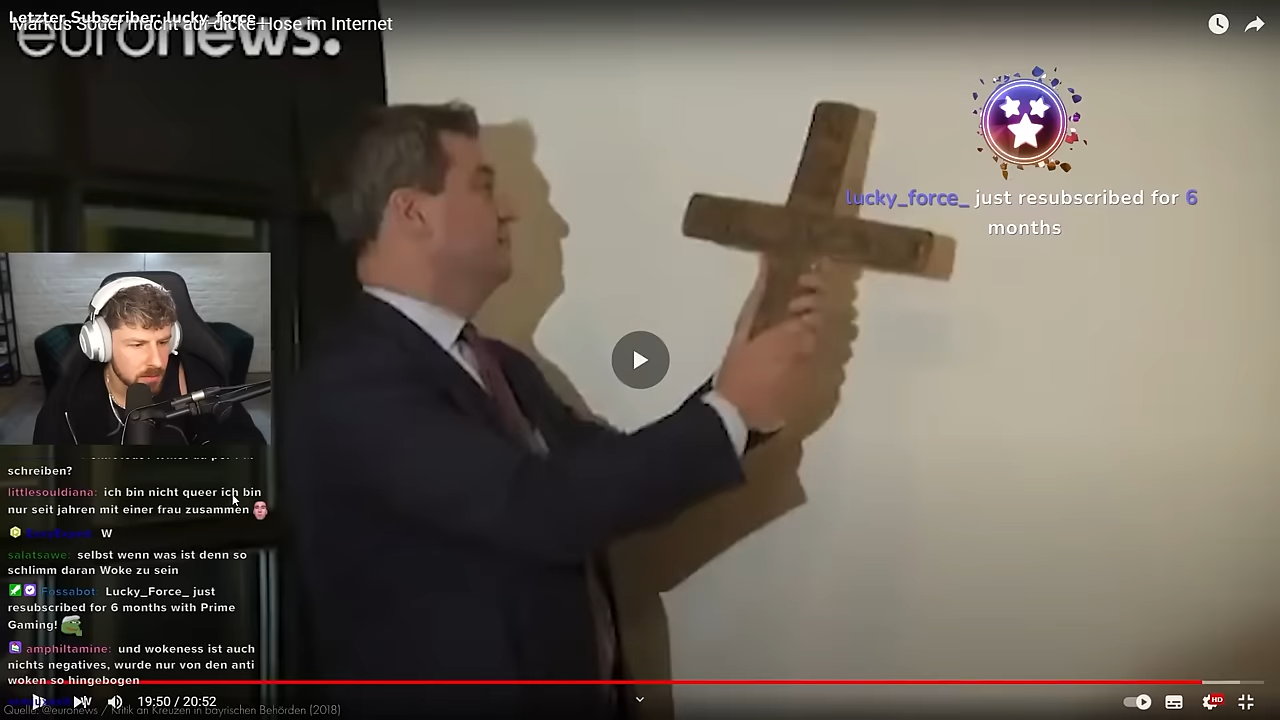 Letzter Subscriber: lucky_force_
Markus Söder macht auf dicke Hose im Internet
euronews.
lucky_force_ just resubscribed for 6
months
schreiben?
littlesouldiana: ich bin nicht queer ich bin
nur seit jahren mit einer frau zusammen
W
salatsawe: selbst wenn was ist denn so
schlimm daran Woke zu sein
Fossabot: Lucky_Force_ just
resubscribed for 6 months with Prime
Gaming!
amphiltamine: und wokeness ist auch
nichts negatives, wurde nur von den anti
woken so hingebogen
W
19:50 / 20:52
HD
Quelle: @euronews / Kritik an Kreuzen in bayrischen Behörden (2018)